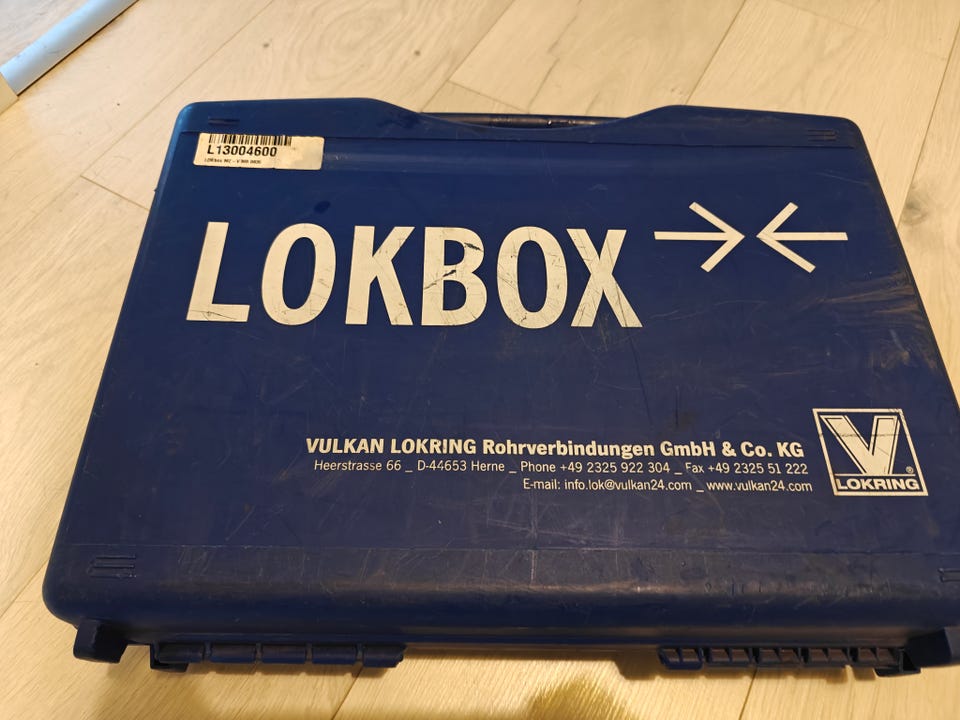 L13004600
LOKBOX
VULKAN LOKRING Rohrverbindungen GmbH & Co. KG
Heerstrasse 66 _ D-44653 Herne _ Phone +49 2325 922 304 _ Fax +49 2325 51 222
E-mail: info.lok@vulkan24.com _ www.vulkan24.com
V
®
LOKRING